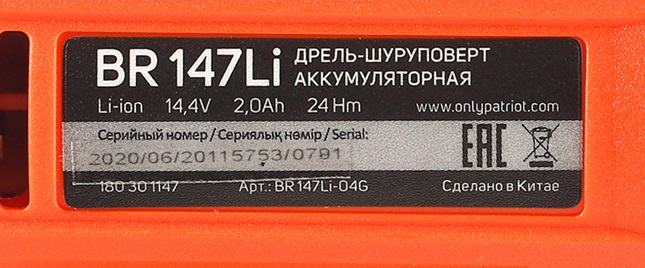 BR 147Li ДРЕЛЬ-ШУРУПОВЕРТ
АККУМУЛЯТОРНАЯ
Li-ion 14,4V 2,0Ah 24 Hm www.onlypatriot.com
Серийный номер / Сериялық нөмір / Serial:
2020/06/20115753/0791
180 30 1147 Арт.: BR 147Li-04G Сделано в Китае
EAC